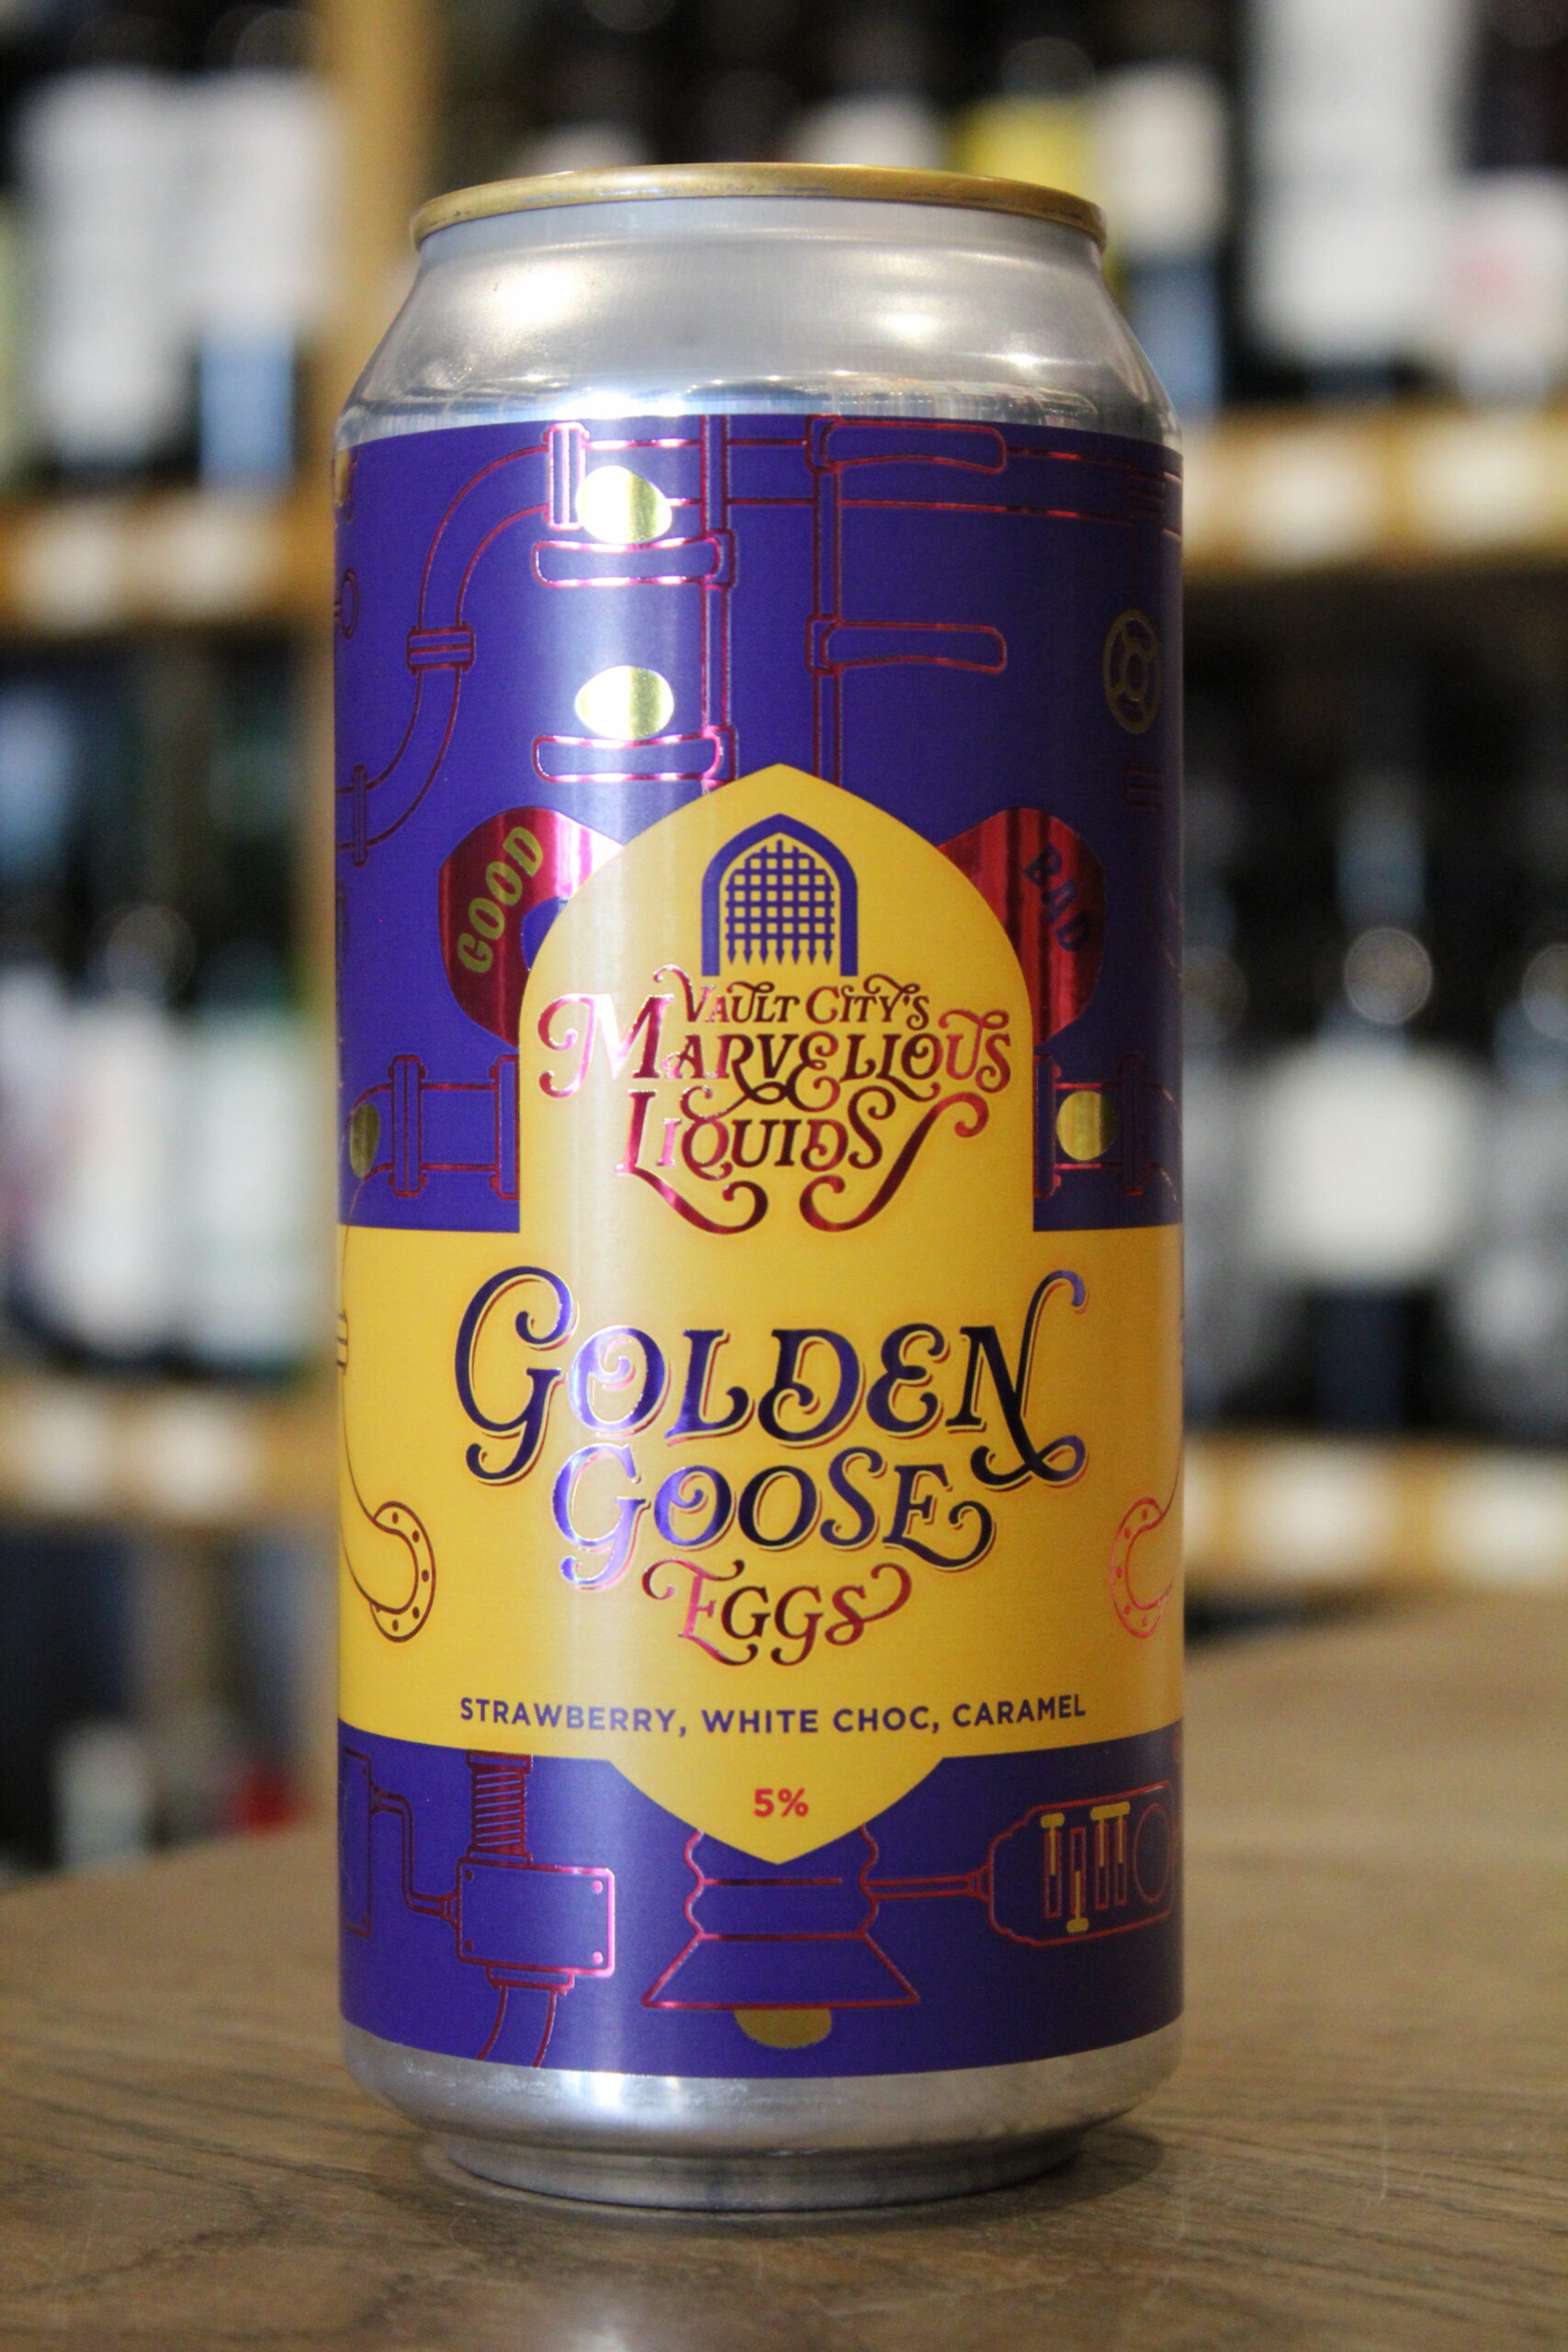 GOOD
BAD
VAULT CITY'S
MARVELLOUS
LIQUIDS
GOLDEN
GOOSE
EGGS
STRAWBERRY, WHITE CHOC, CARAMEL
5%